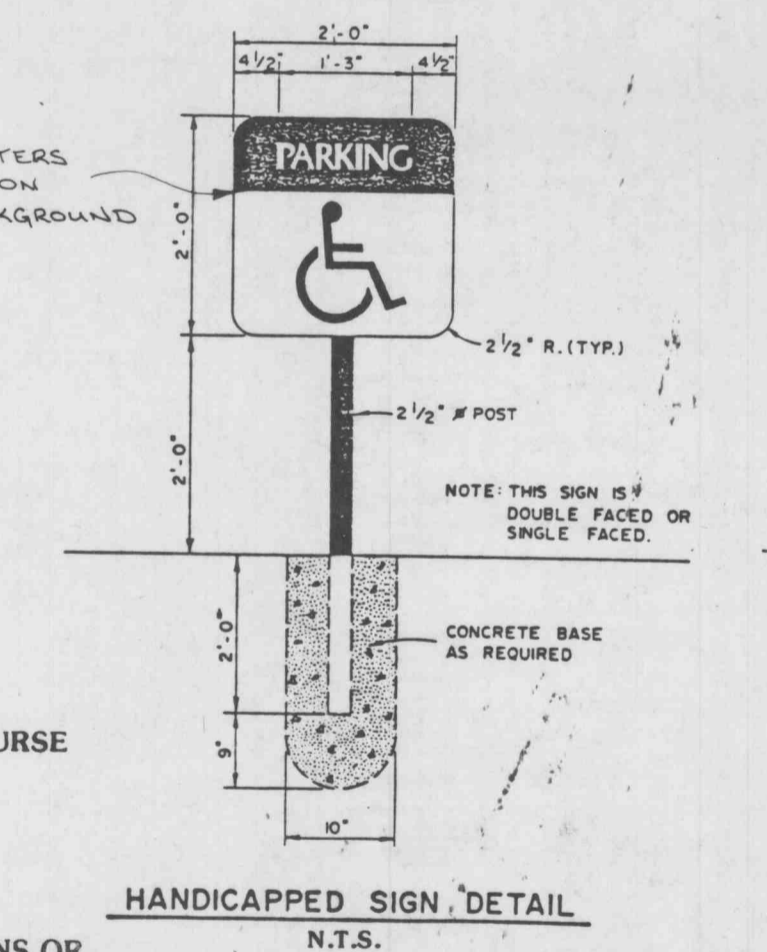 2'-0"
4 1/2" 1'-3" 4 1/2"
PARKING
TERS
ON
KGROUND
2'-0"
2 1/2" R. (TYP.)
2 1/2" ø POST
2'-0"
NOTE: THIS SIGN IS
DOUBLE FACED OR
SINGLE FACED.
2'-0"
CONCRETE BASE
AS REQUIRED
URSE
9"
10"
HANDICAPPED SIGN DETAIL
N.T.S.
NS OR